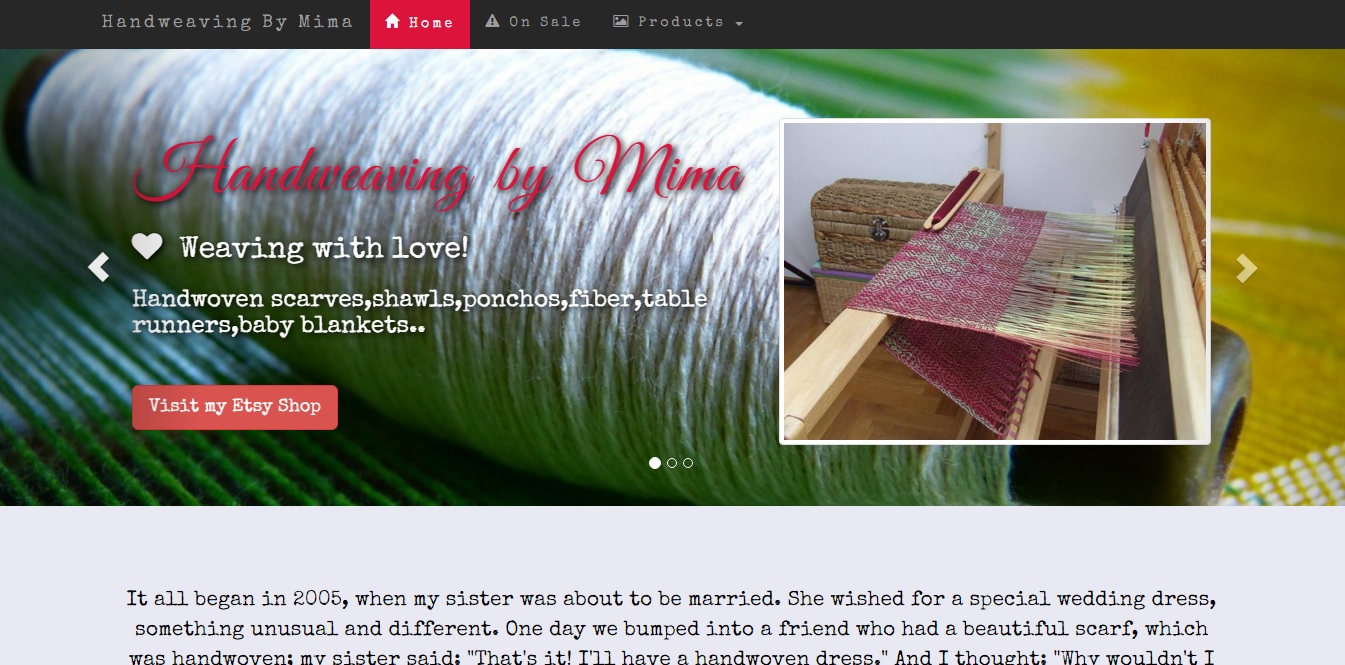 Handweaving By Mima Home On Sale Products
Handweaving by Mima
Weaving with love!
Handwoven scarves,shawls,ponchos,fiber,table
runners,baby blankets..
Visit my Etsy Shop
It all began in 2005, when my sister was about to be married. She wished for a special wedding dress,
something unusual and different. One day we bumped into a friend who had a beautiful scarf, which
was handwoven; my sister said: "That's it! I'll have a handwoven dress." And I thought: "Why wouldn't I